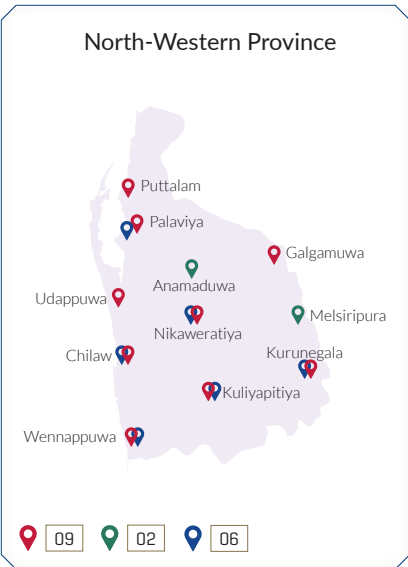 North-Western Province
Puttalam
Palaviya
Galgamuwa
Anamaduwa
Udappuwa
Melsiripura
Nikaweratiya
Kurunegala
Chilaw
Kuliyapitiya
Wennappuwa
09 02 06